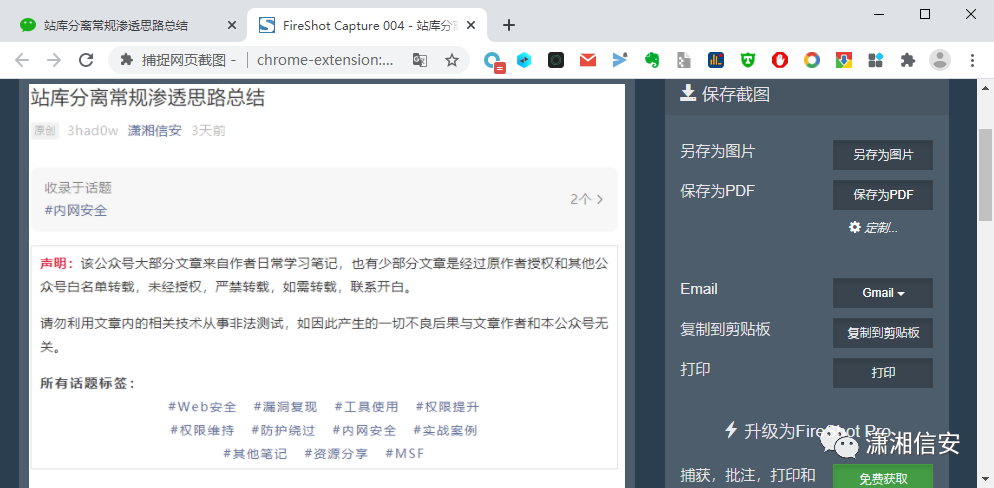 站库分离常规渗透思路总结
FireShot Capture 004 - 站库分
捕捉网页截图 - | chrome-extension:...
站库分离常规渗透思路总结
原创 3had0w 潇湘信安 3天前
收录于话题
#内网安全
2个
声明：该公众号大部分文章来自作者日常学习笔记，也有少部分文章是经过原作者授权和其他公
众号白名单转载，未经授权，严禁转载，如需转载，联系开白。
请勿利用文章内的相关技术从事非法测试，如因此产生的一切不良后果与文章作者和本公众号无
关。
所有话题标签：
#Web安全 #漏洞复现 #工具使用 #权限提升
#权限维持 #防护绕过 #内网安全 #实战案例
#其他笔记 #资源分享 #MSF
保存截图
另存为图片 另存为图片
保存为PDF 保存为PDF
定制...
Email Gmail
复制到剪贴板 复制到剪贴板
打印 打印
升级为FireShot Pro
潇湘信安
捕获，批注，打印和 免费获取